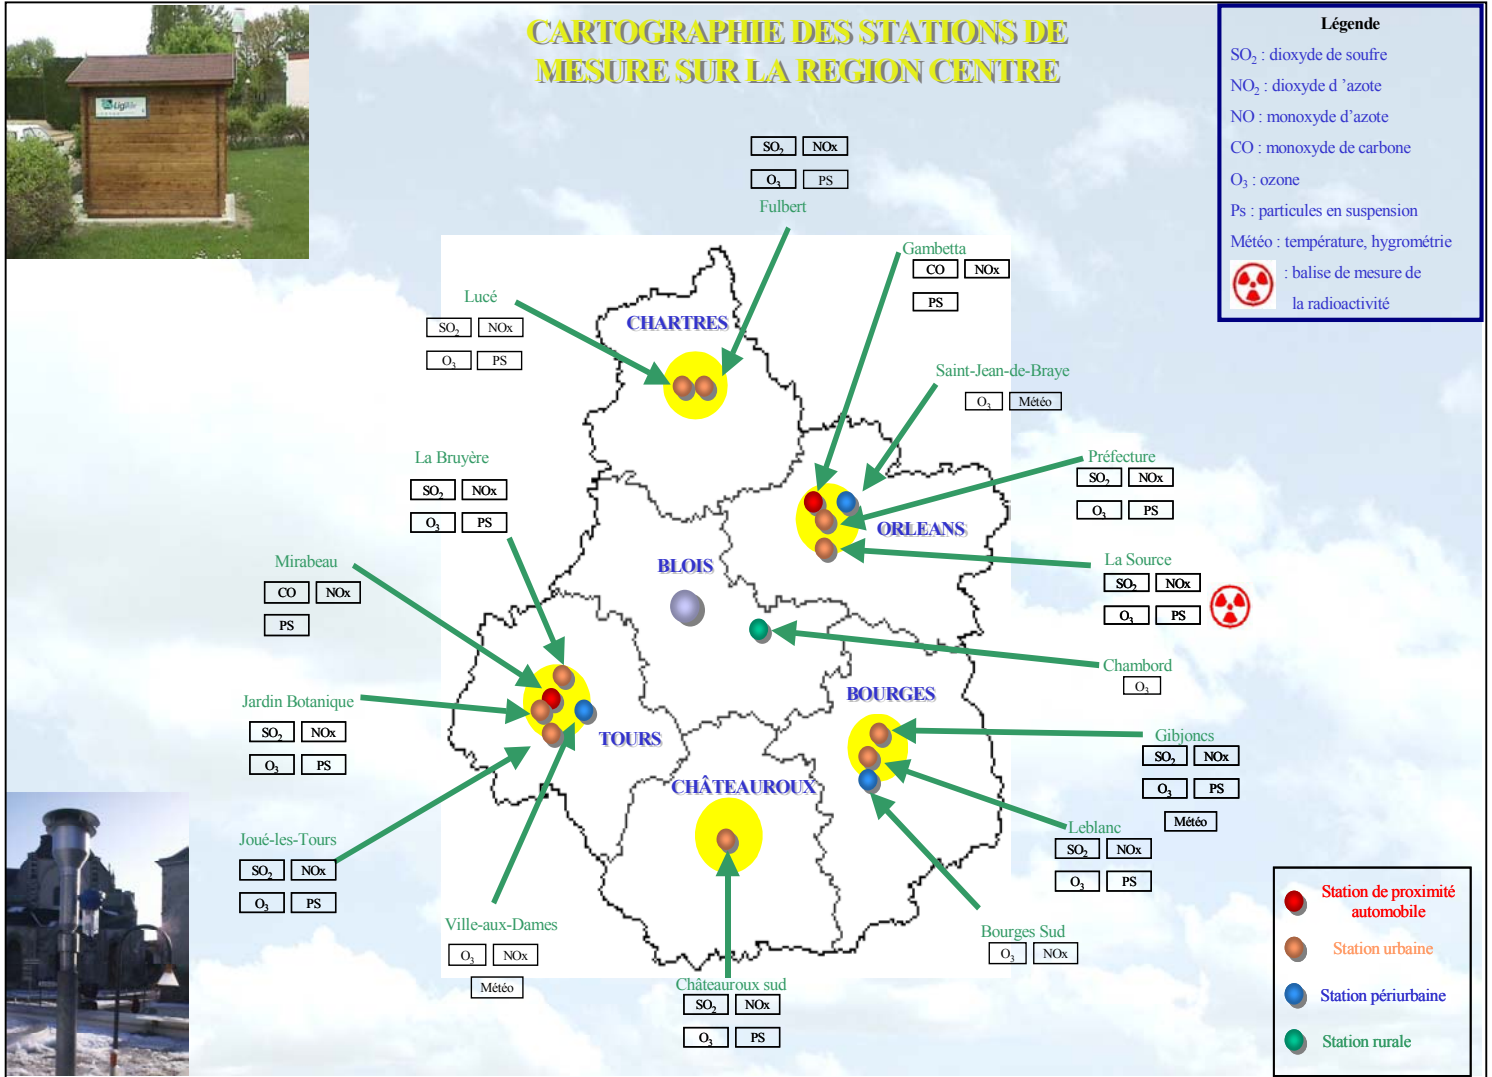 CARTOGRAPHIE DES STATIONS DE
MESURE SUR LA REGION CENTRE
LigAir
Légende
SO₂ : dioxyde de soufre
NO₂ : dioxyde d 'azote
NO : monoxyde d'azote
CO : monoxyde de carbone
O₃ : ozone
Ps : particules en suspension
Météo : température, hygrométrie
: balise de mesure de
la radioactivité
SO₂ NOx
O₃ PS
Fulbert
Gambetta
CO NOx
PS
Lucé
SO₂ NOx
O₃ PS
CHARTRES
Saint-Jean-de-Braye
O₃ Météo
La Bruyère
SO₂ NOx
O₃ PS
Préfecture
SO₂ NOx
O₃ PS
ORLEANS
Mirabeau
CO NOx
PS
BLOIS
La Source
SO₂ NOx
O₃ PS
Chambord
O₃
Jardin Botanique
SO₂ NOx
O₃ PS
TOURS
BOURGES
Gibjoncs
SO₂ NOx
O₃ PS
Météo
CHÂTEAUROUX
Joué-les-Tours
SO₂ NOx
O₃ PS
Leblanc
SO₂ NOx
O₃ PS
Ville-aux-Dames
O₃ NOx
Météo
Bourges Sud
O₃ NOx
Châteauroux sud
SO₂ NOx
O₃ PS
Station de proximité
automobile
Station urbaine
Station périurbaine
Station rurale